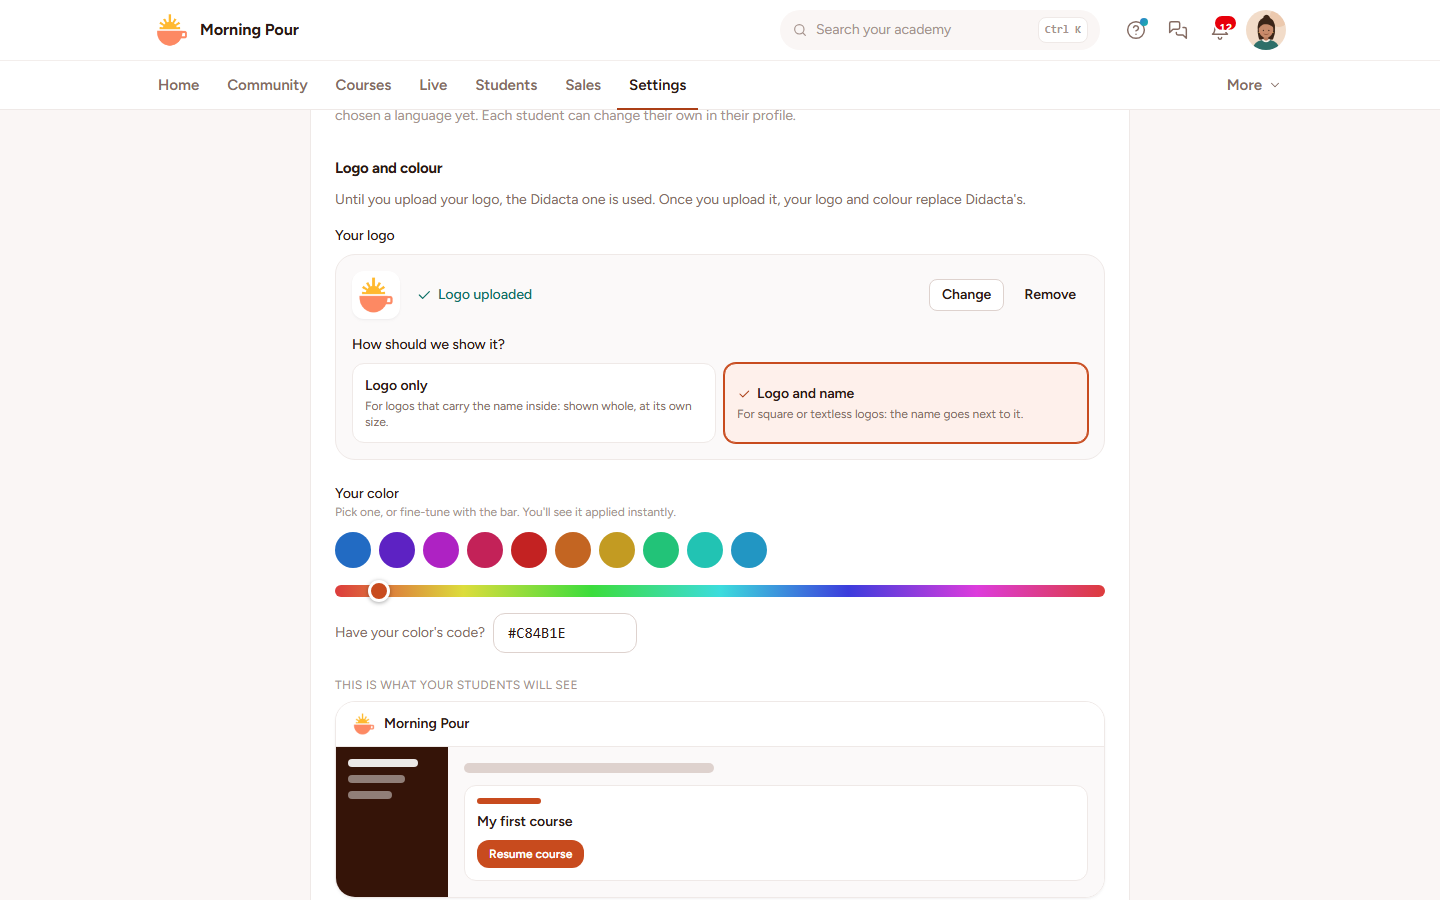 Morning Pour
Search your academy
Ctrl K
12
Home
Community
Courses
Live
Students
Sales
Settings
More
chosen a language yet. Each student can change their own in their profile.
Logo and colour
Until you upload your logo, the Didacta one is used. Once you upload it, your logo and colour replace Didacta's.
Your logo
Logo uploaded
Change
Remove
How should we show it?
Logo only
For logos that carry the name inside: shown whole, at its own
size.
Logo and name
For square or textless logos: the name goes next to it.
Your color
Pick one, or fine-tune with the bar. You'll see it applied instantly.
Have your color's code?
#C84B1E
THIS IS WHAT YOUR STUDENTS WILL SEE
Morning Pour
My first course
Resume course